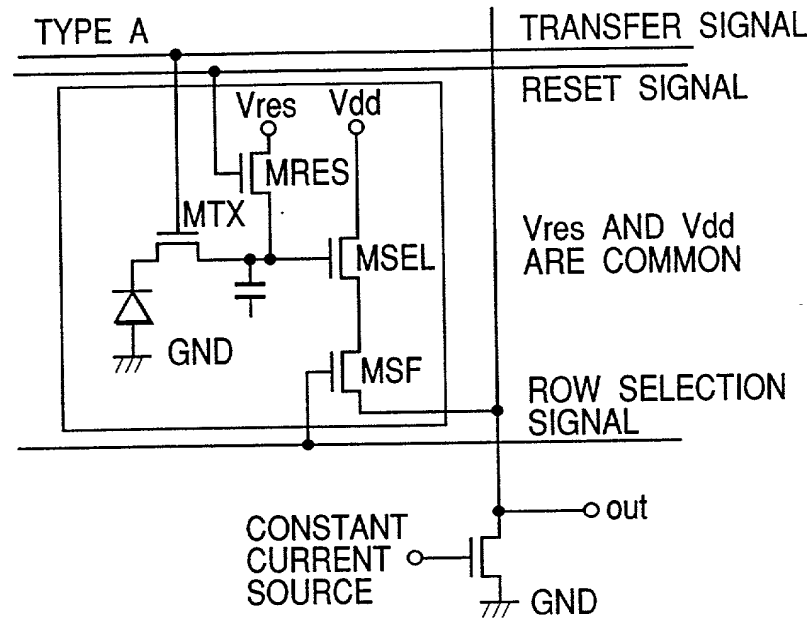 TYPE A
TRANSFER SIGNAL
RESET SIGNAL
Vres
Vdd
MRES
MTX
MSEL
Vres AND Vdd
ARE COMMON
GND
MSF
ROW SELECTION
SIGNAL
out
CONSTANT
CURRENT
SOURCE
GND